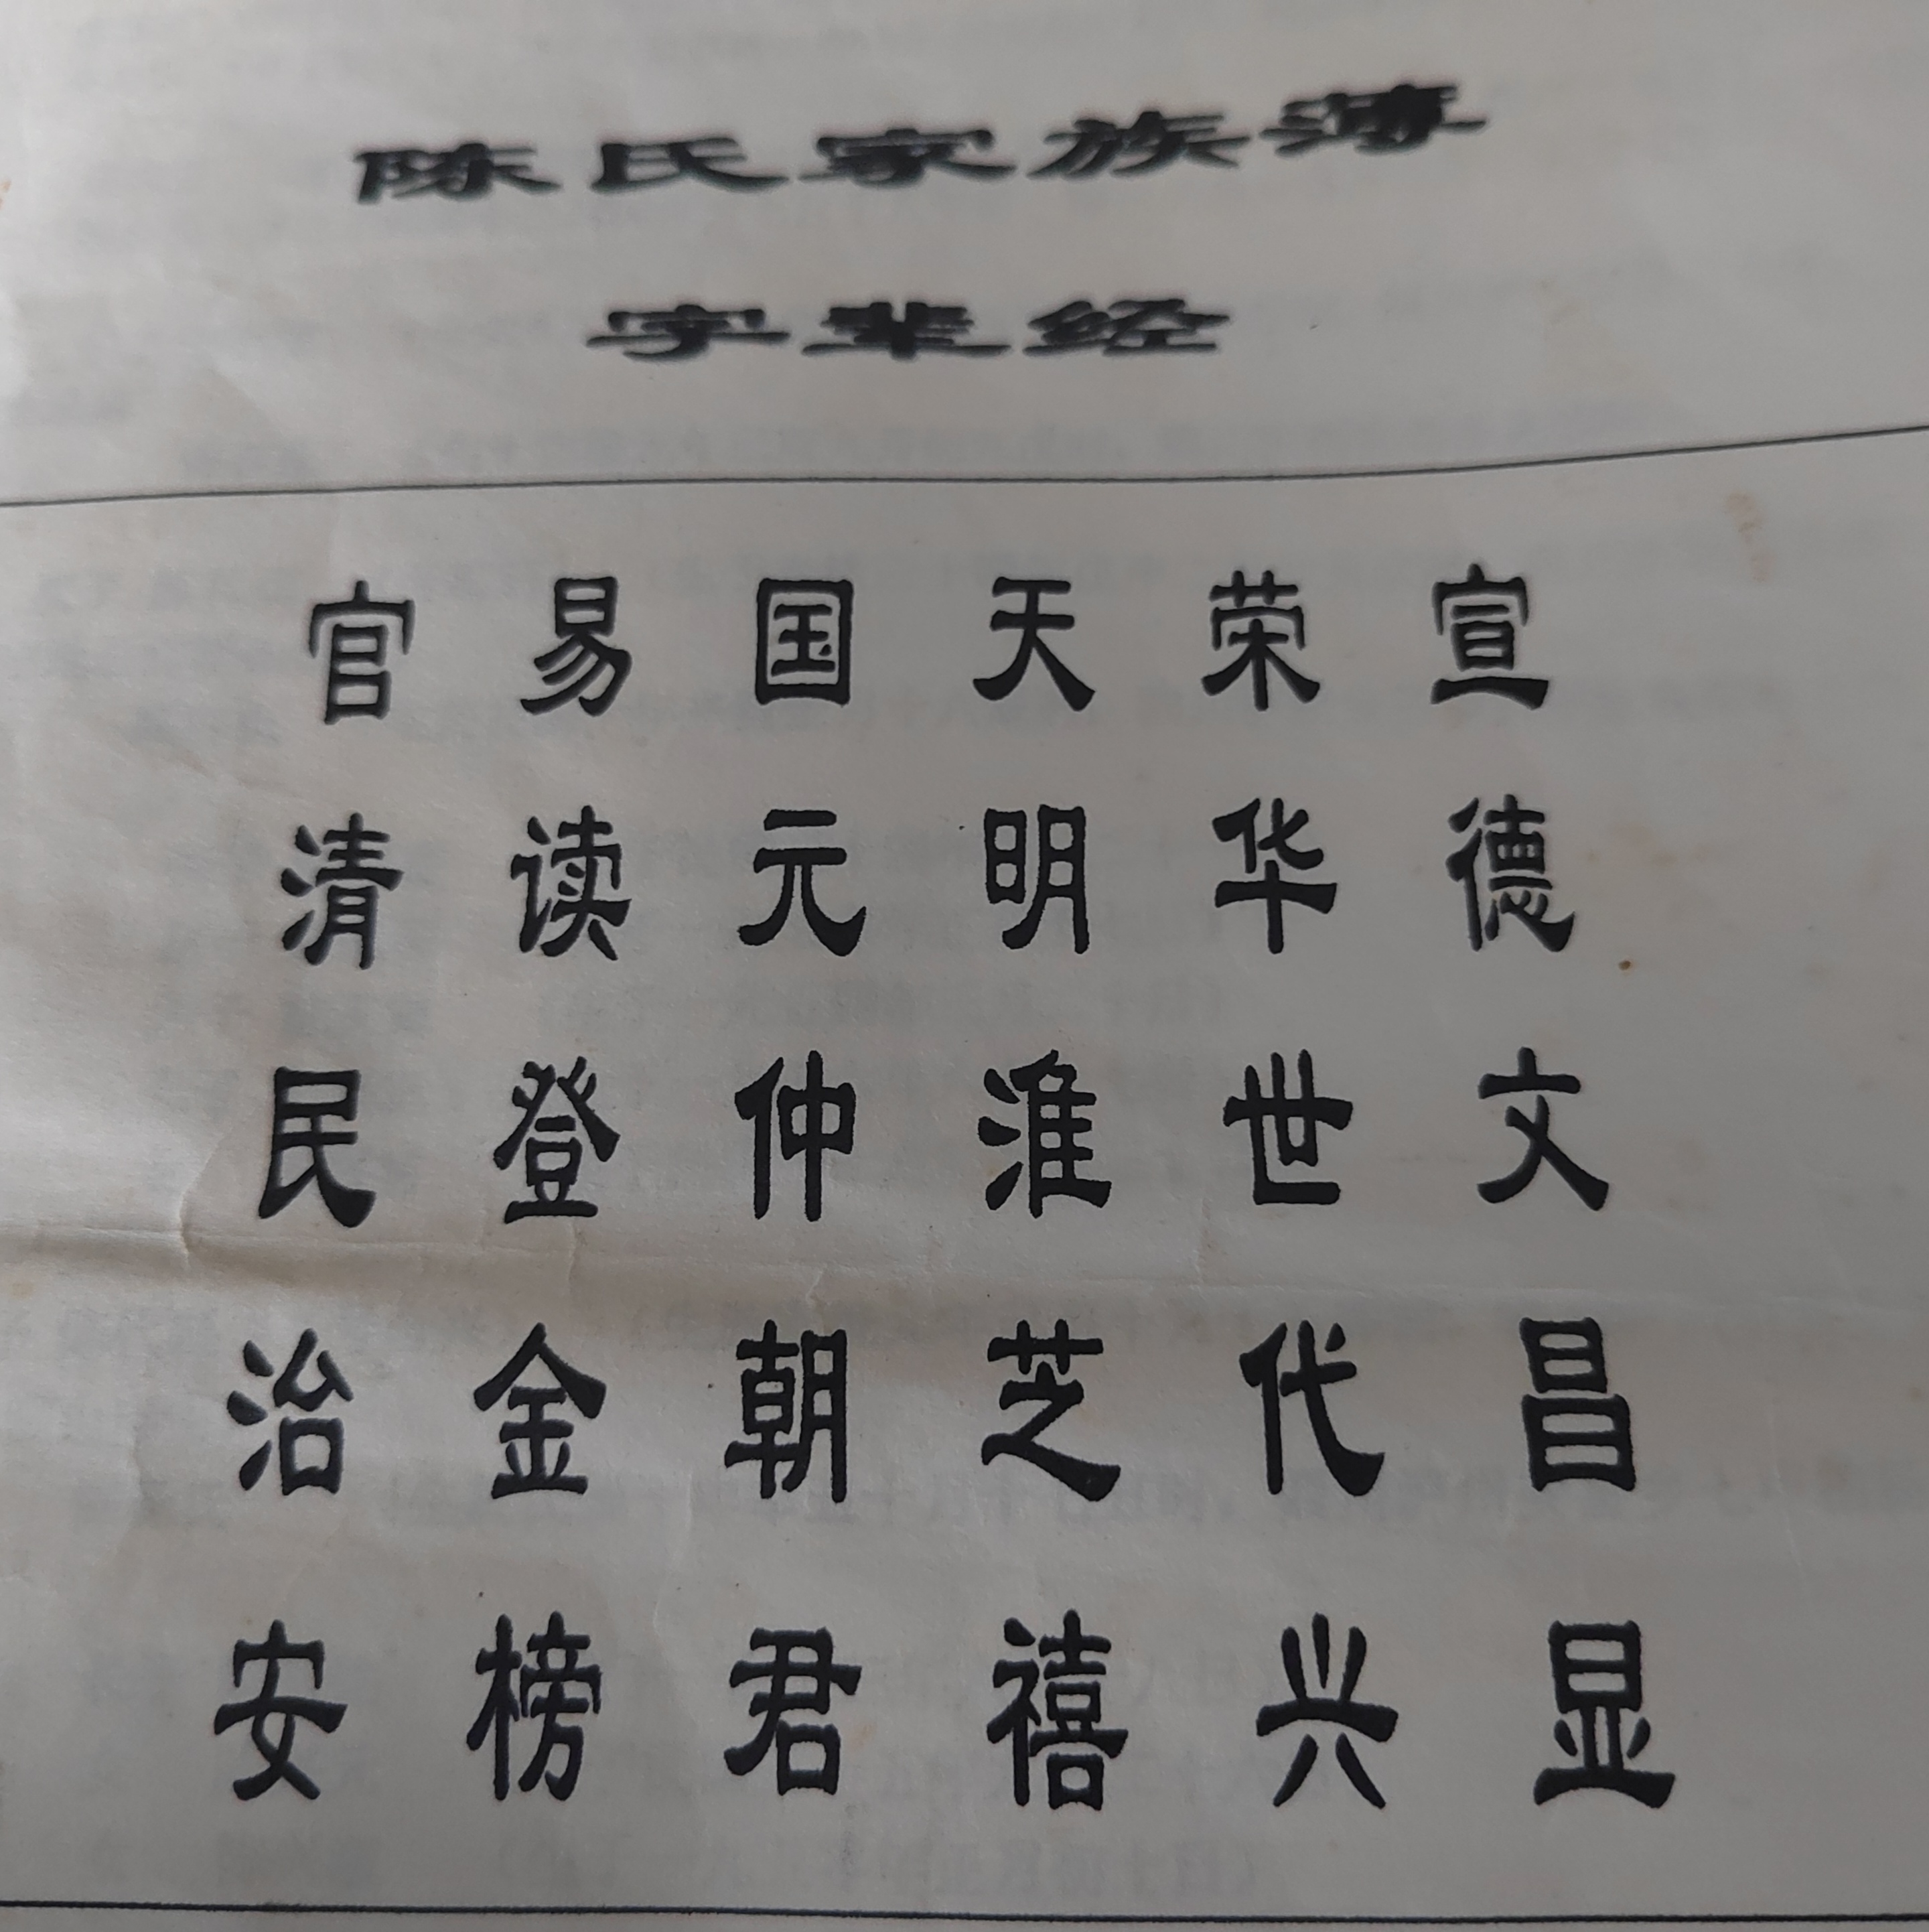 陈氏家族薄
字辈经
宣德文昌显
荣华世代兴
天明淮芝禧
国元仲朝君
易读登金榜
官清民治安